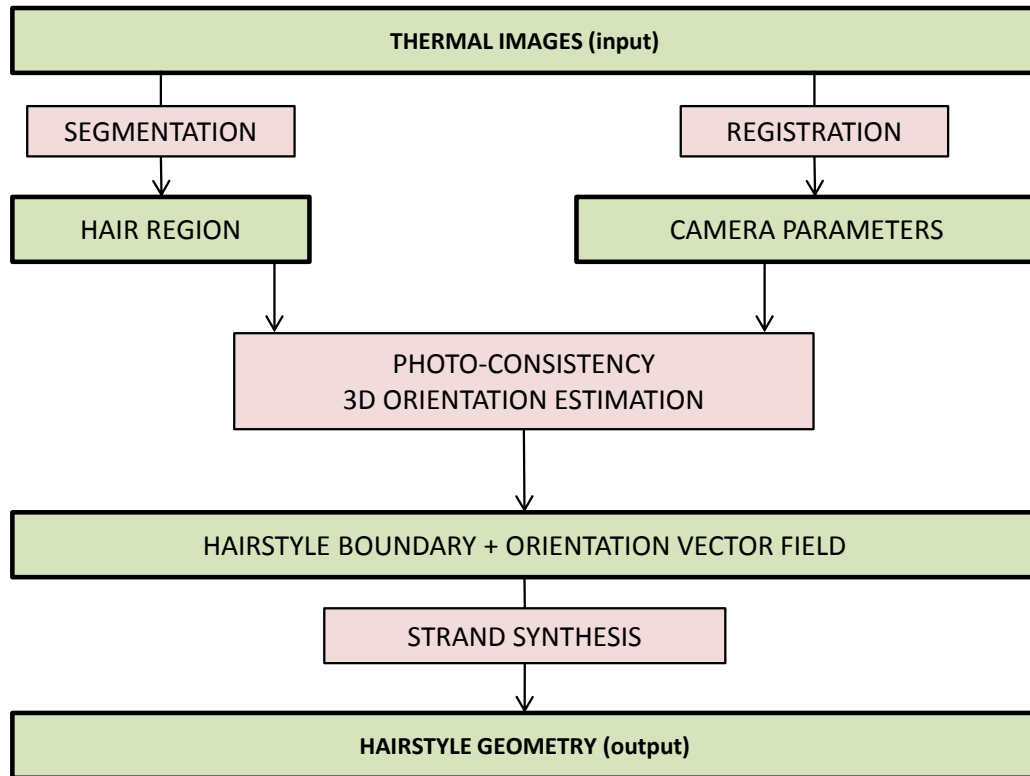 THERMAL IMAGES (input)
SEGMENTATION
REGISTRATION
HAIR REGION
CAMERA PARAMETERS
PHOTO-CONSISTENCY
3D ORIENTATION ESTIMATION
HAIRSTYLE BOUNDARY + ORIENTATION VECTOR FIELD
STRAND SYNTHESIS
HAIRSTYLE GEOMETRY (output)